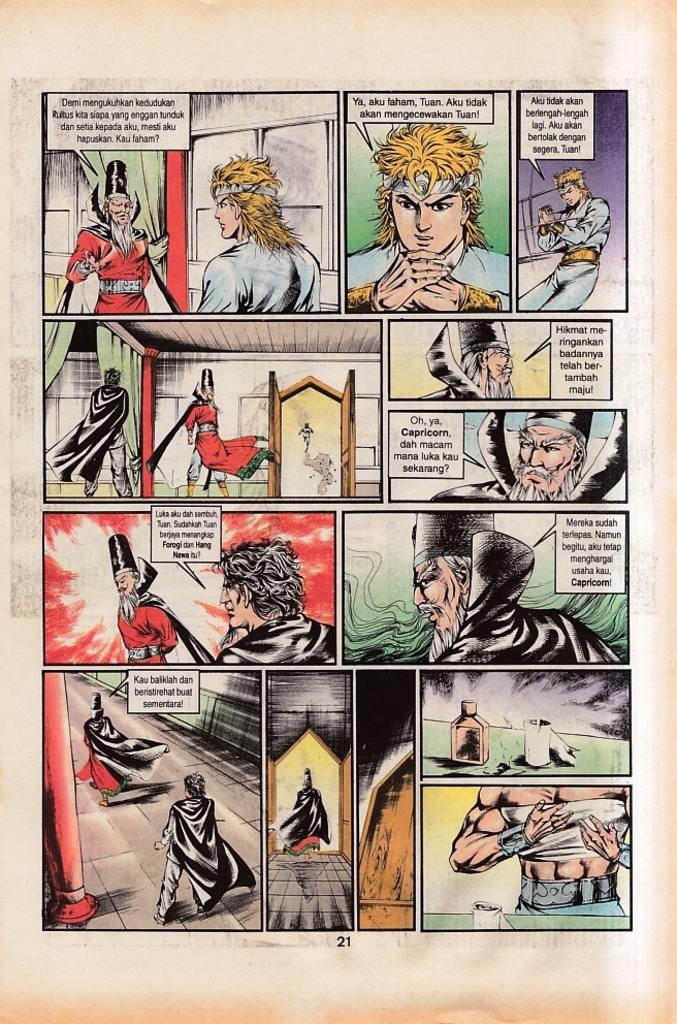 Demi mengukuhkan kedudukan
Kultus kita siapa yang enggan tunduk
dan setia kepada aku, mesti aku
hapuskan. Kau faham?
Ya, aku faham, Tuan. Aku tidak
akan mengecewakan Tuan!
Aku tidak akan
berlengah-lengah
lagi. Aku akan
bertolak dengan
segera, Tuan!
Hikmat me-
ringankan
badannya
telah ber-
tambah
maju!
Oh, ya,
Capricorn,
dah macam
mana luka kau
sekarang?
Luka aku dah sembuh,
Tuan. Sudahkah Tuan
berjaya menangkap
Forogi dan Hang
Nawa itu?
Mereka sudah
terlepas. Namun
begitu, aku tetap
menghargai
usaha kau,
Capricorn!
Kau baliklah dan
beristirehat buat
sementara!
21